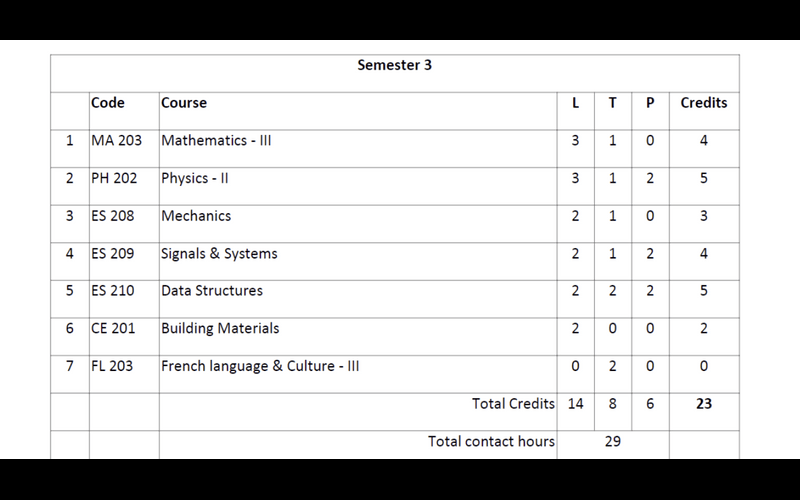 Semester 3
Code Course L T P Credits
1 MA 203 Mathematics - III 3 1 0 4
2 PH 202 Physics - II 3 1 2 5
3 ES 208 Mechanics 2 1 0 3
4 ES 209 Signals & Systems 2 1 2 4
5 ES 210 Data Structures 2 2 2 5
6 CE 201 Building Materials 2 0 0 2
7 FL 203 French language & Culture - III 0 2 0 0
Total Credits 14 8 6 23
Total contact hours 29